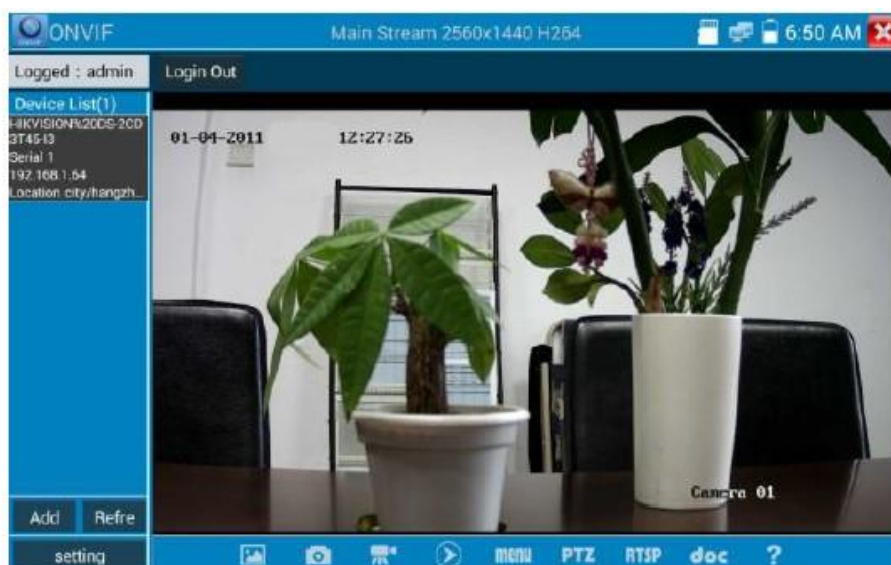 ONVIF
Main Stream 2560x1440 H264
6:50 AM
Logged : admin
Login Out
Device List(1)
HIKVISION%20DS-2CD
3T45-I3
Serial 1
192.168.1.64
Location city/hangzh...
01-04-2011 12:27:26
Camera 01
Add Refre
setting
menu PTZ RTSP doc ?